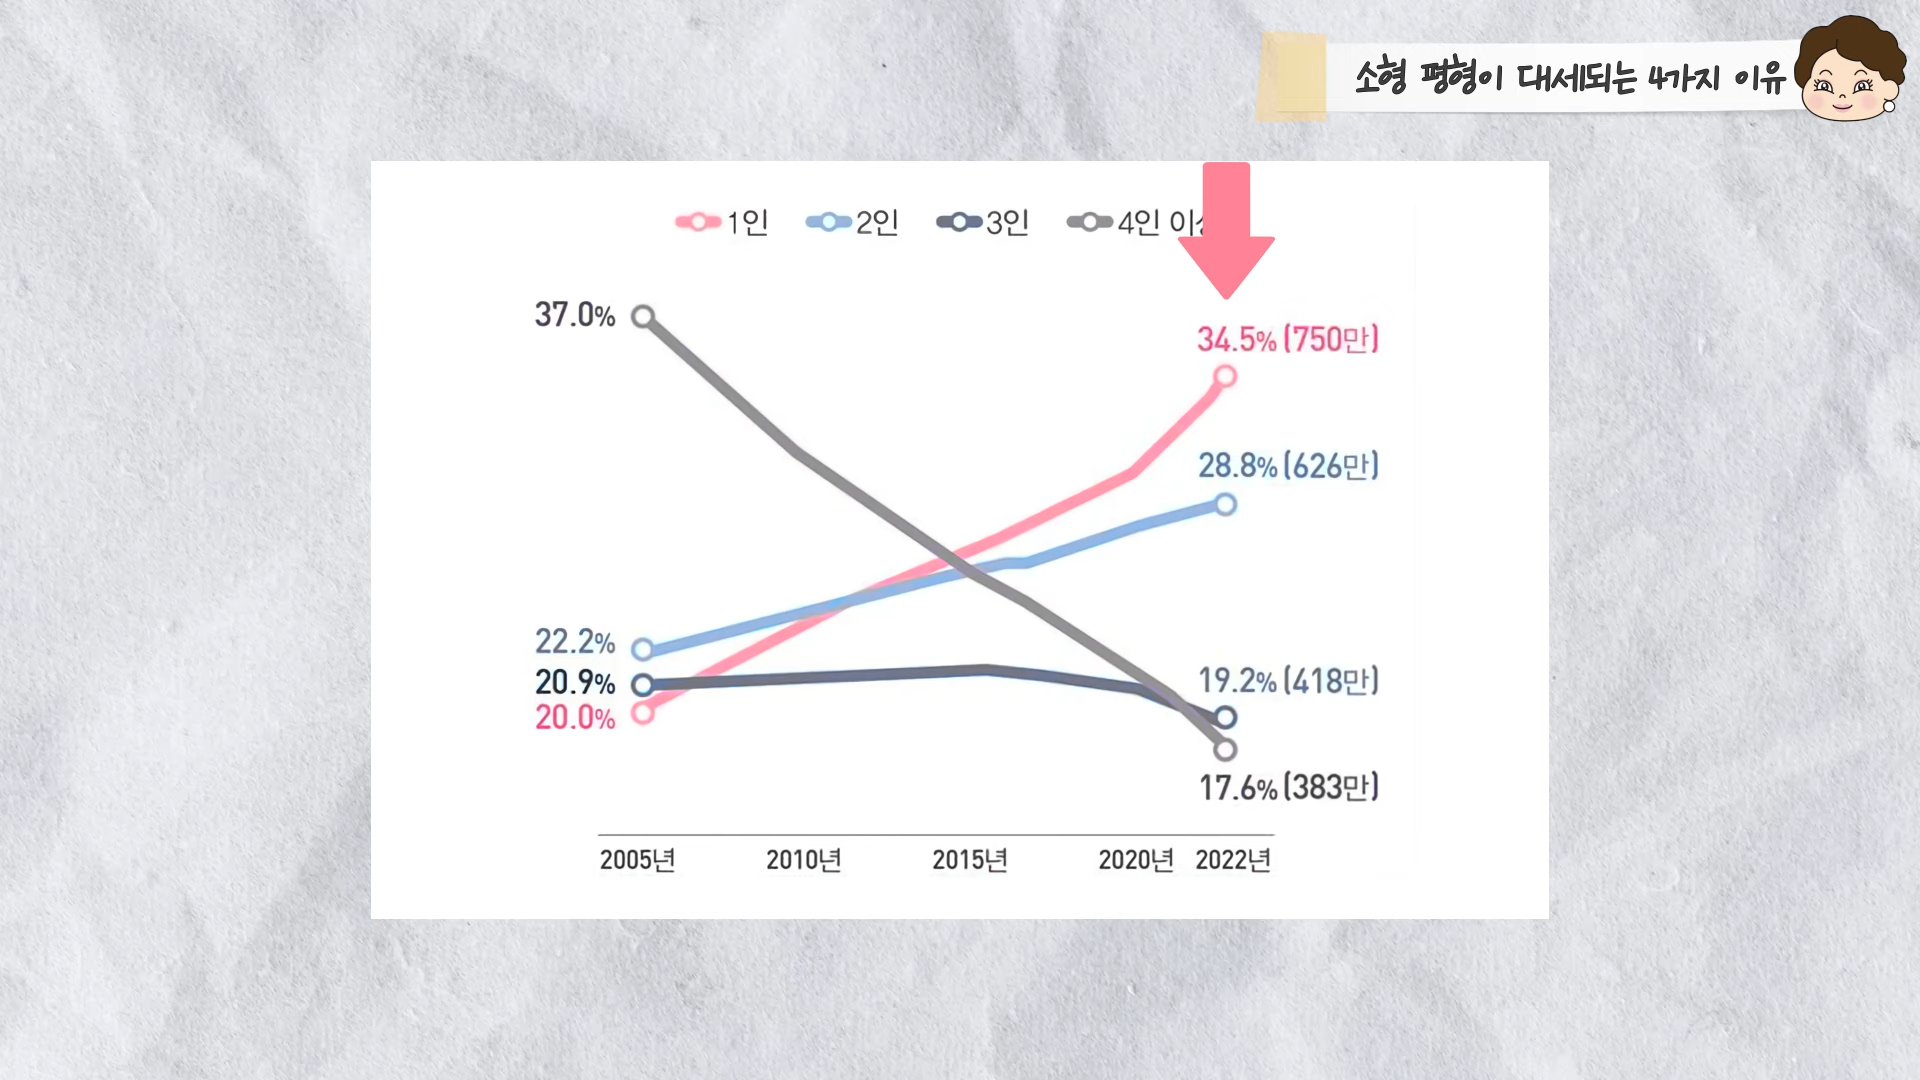 소형 평형이 대세되는 4가지 이유
1인 2인 3인 4인
37.0%
34.5% (750만)
28.8% (626만)
22.2%
20.9%
19.2% (418만)
20.0%
17.6% (383만)
2005년 2010년 2015년 2020년 2022년